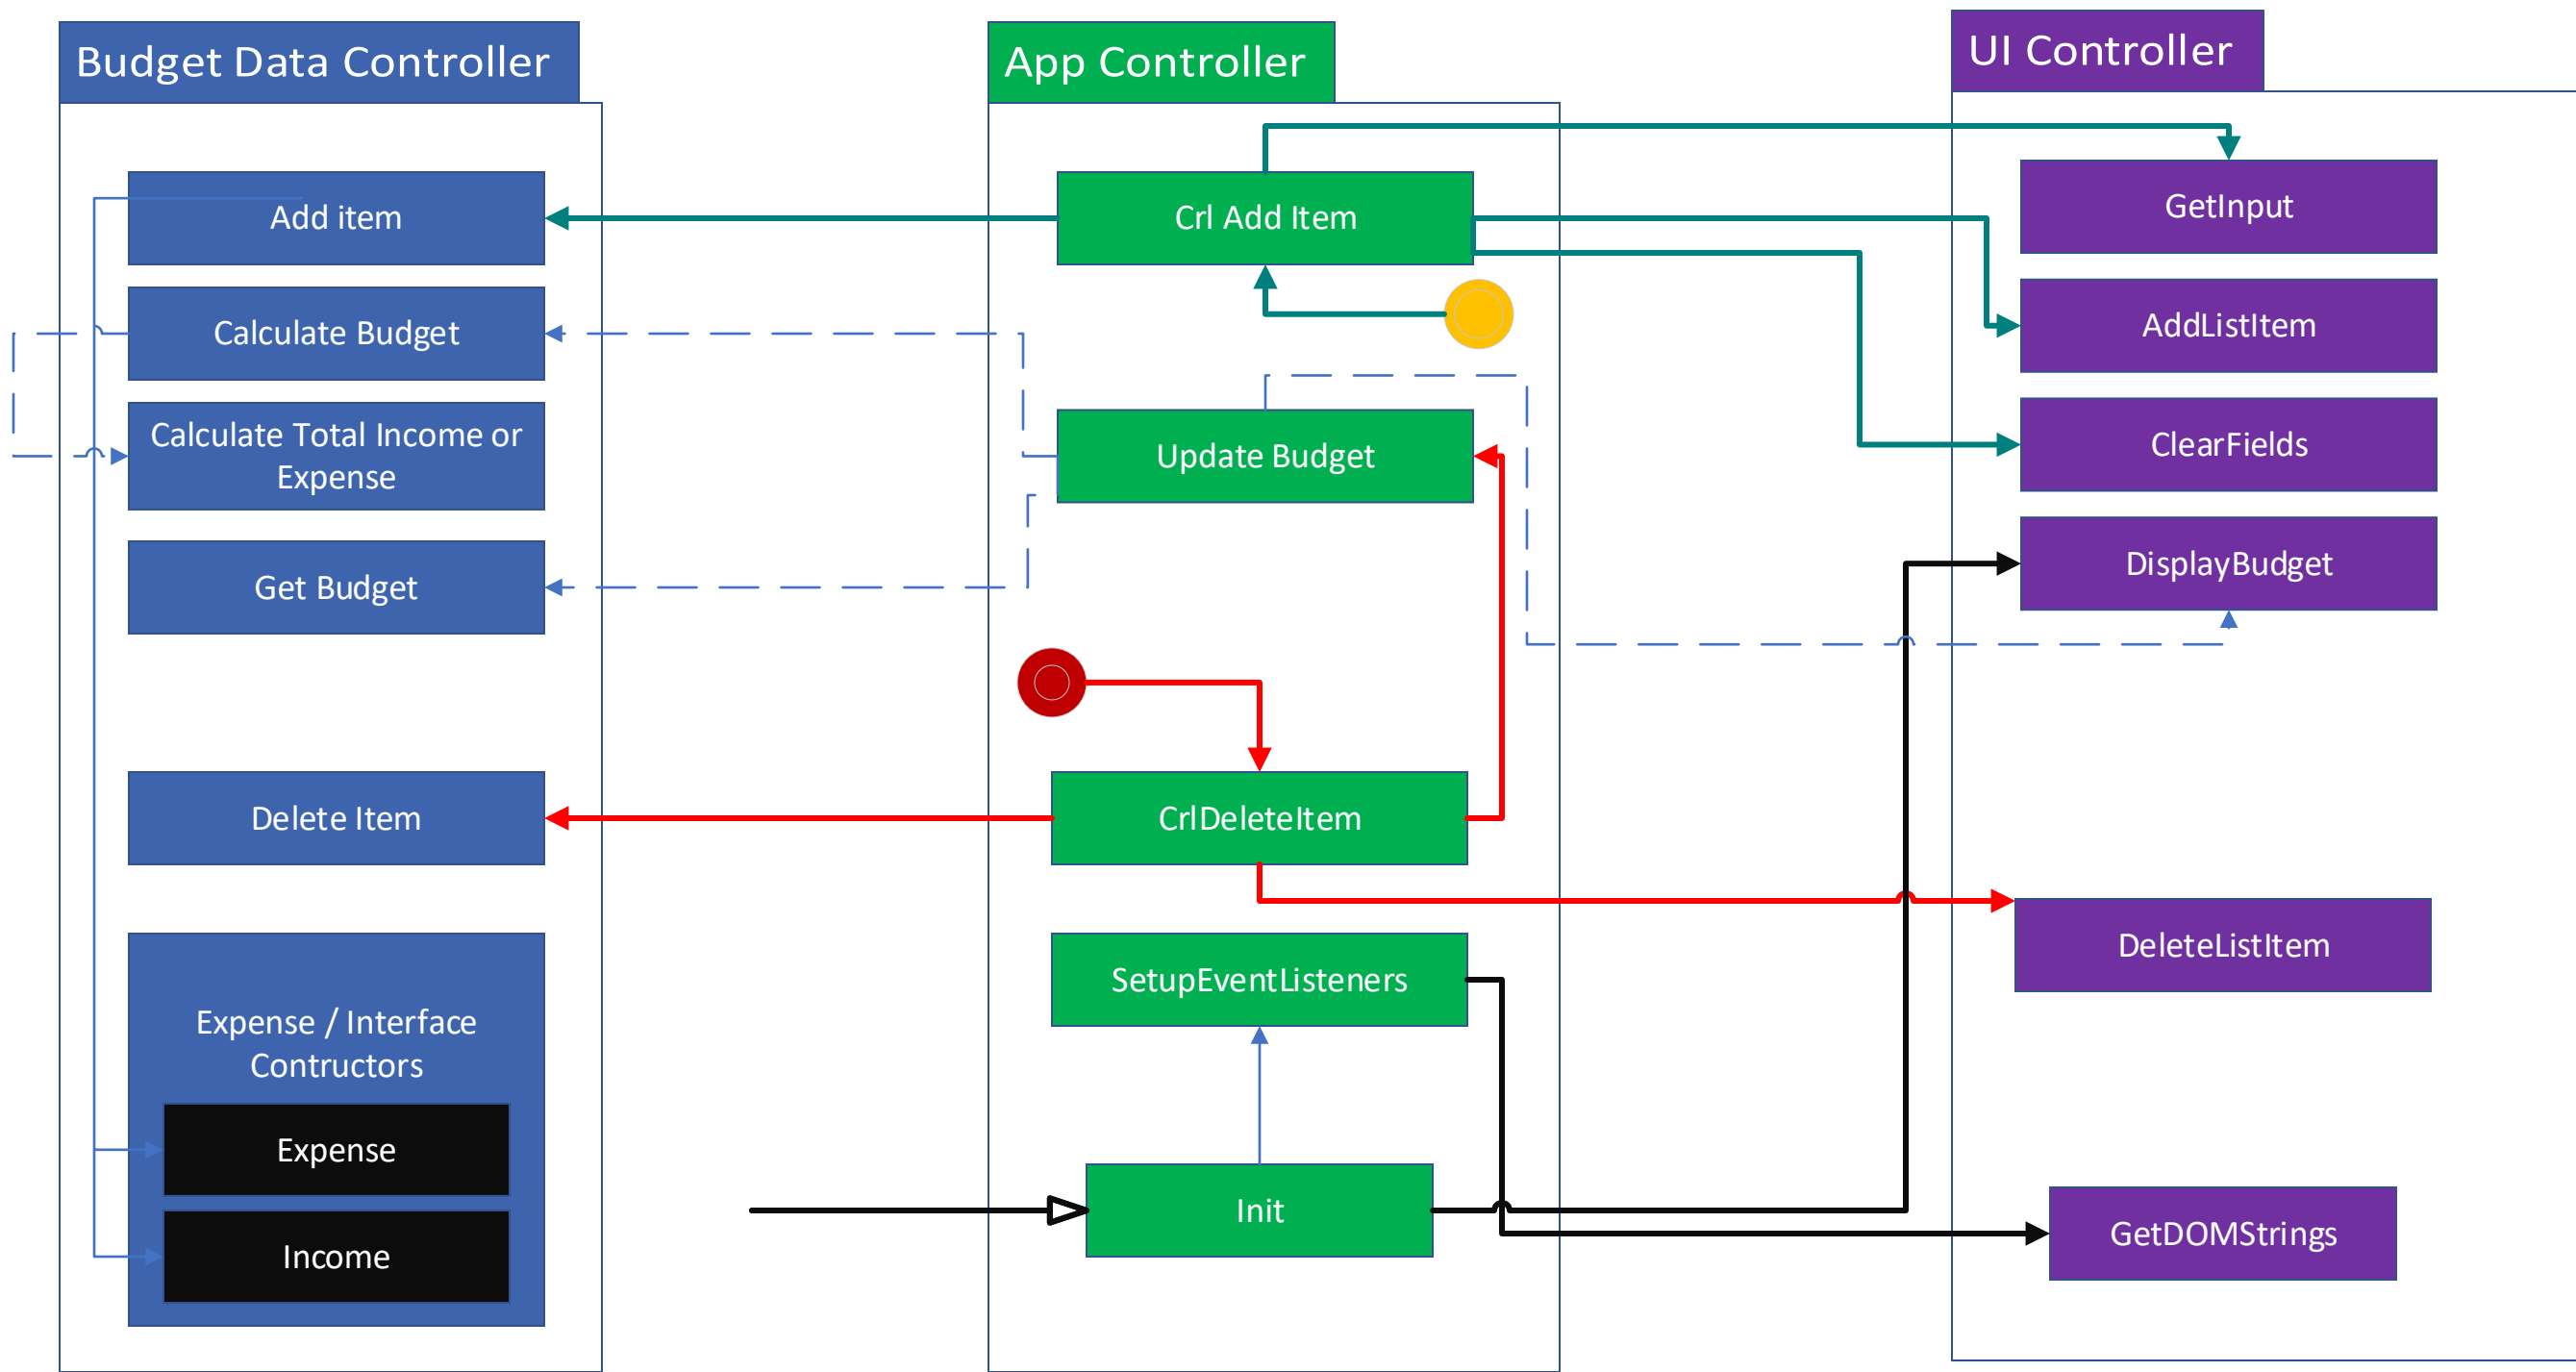 Budget Data Controller
Add item
Calculate Budget
Calculate Total Income or
Expense
Get Budget
Delete Item
Expense / Interface
Contructors
Expense
Income
App Controller
Crl Add Item
Update Budget
CrlDeleteItem
SetupEventListeners
Init
UI Controller
GetInput
AddListItem
ClearFields
DisplayBudget
DeleteListItem
GetDOMStrings